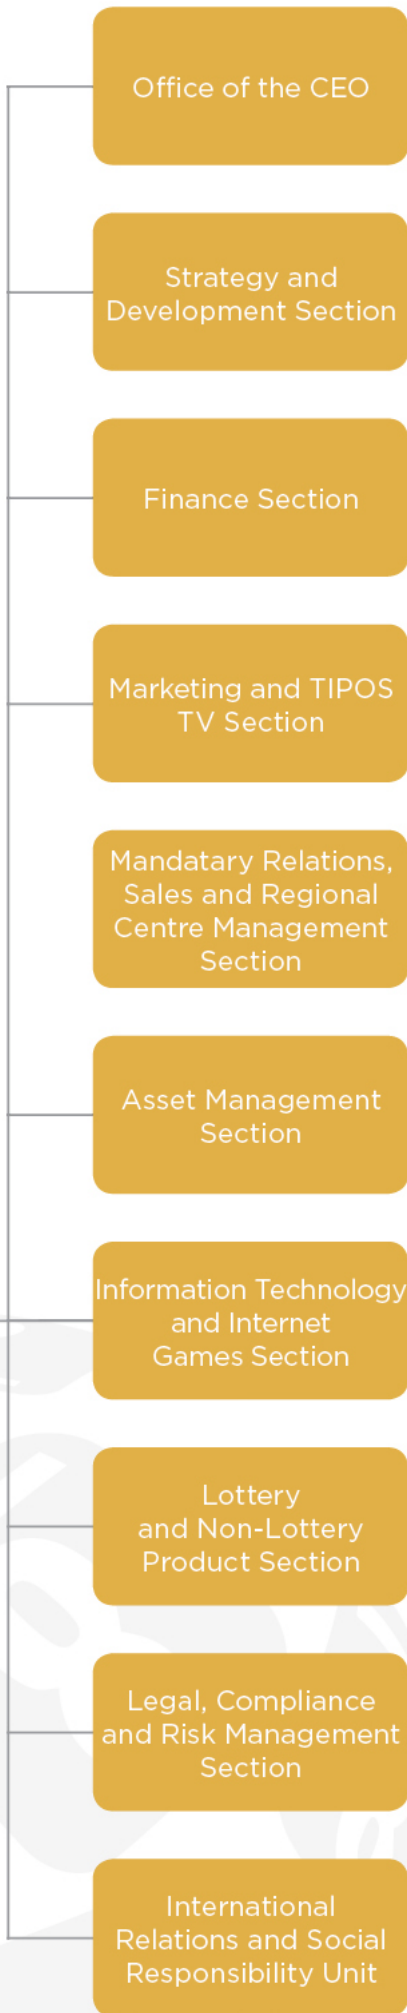 Office of the CEO
Strategy and
Development Section
Finance Section
Marketing and TIPOS
TV Section
Mandatary Relations,
Sales and Regional
Centre Management
Section
Asset Management
Section
Information Technology
and Internet
Games Section
Lottery
and Non-Lottery
Product Section
Legal, Compliance
and Risk Management
Section
International
Relations and Social
Responsibility Unit